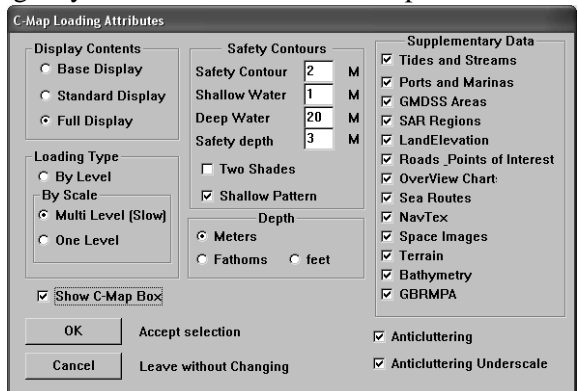 C-Map Loading Attributes
Display Contents
Base Display
Standard Display
Full Display
Loading Type
By Level
By Scale
Multi Level (Slow)
One Level
Show C-Map Box
Safety Contours
Safety Contour 2 M
Shallow Water 1 M
Deep Water 20 M
Safety depth 3 M
Two Shades
Shallow Pattern
Depth
Meters
Fathoms feet
Supplementary Data
Tides and Streams
Ports and Marinas
GMDSS Areas
SAR Regions
LandElevation
Roads_Points of Interest
OverView Chart
Sea Routes
NavTex
Space Images
Terrain
Bathymetry
GBRMPA
OK Accept selection
Cancel Leave without Changing
Anticluttering
Anticluttering Underscale